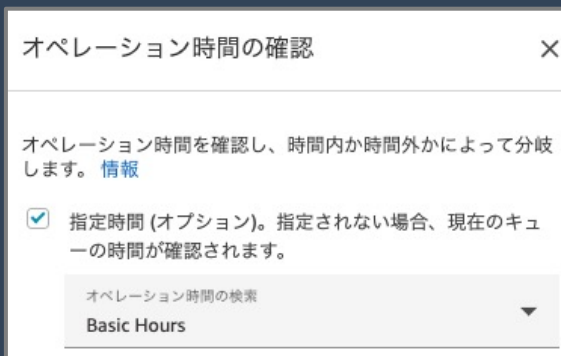 オペレーション時間の確認
オペレーション時間を確認し、時間内か時間外かによって分岐
します。 情報
指定時間 (オプション)。指定されない場合、現在のキュ
ーの時間が確認されます。
オペレーション時間の検索
Basic Hours